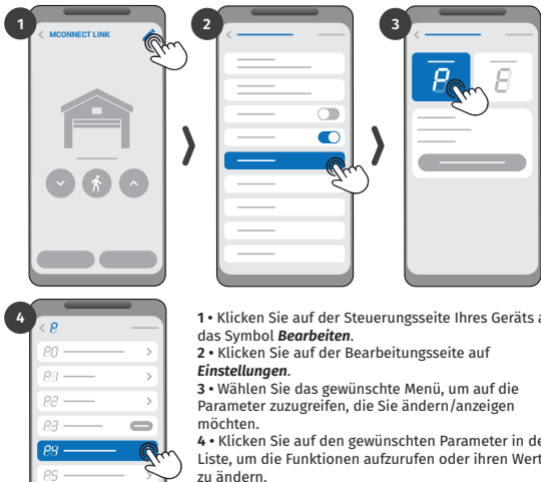 1
MCONNECT LINK
2
3
P
E
4
P
P0
P1
P2
P3
P4
P5
1 • Klicken Sie auf der Steuerungsseite Ihres Geräts
das Symbol Bearbeiten.
2 • Klicken Sie auf der Bearbeitungsseite auf
Einstellungen.
3 • Wählen Sie das gewünschte Menü, um auf die
Parameter zuzugreifen, die Sie ändern/anzeigen
möchten.
4 • Klicken Sie auf den gewünschten Parameter in
Liste, um die Funktionen aufzurufen oder ihren Wert
zu ändern.